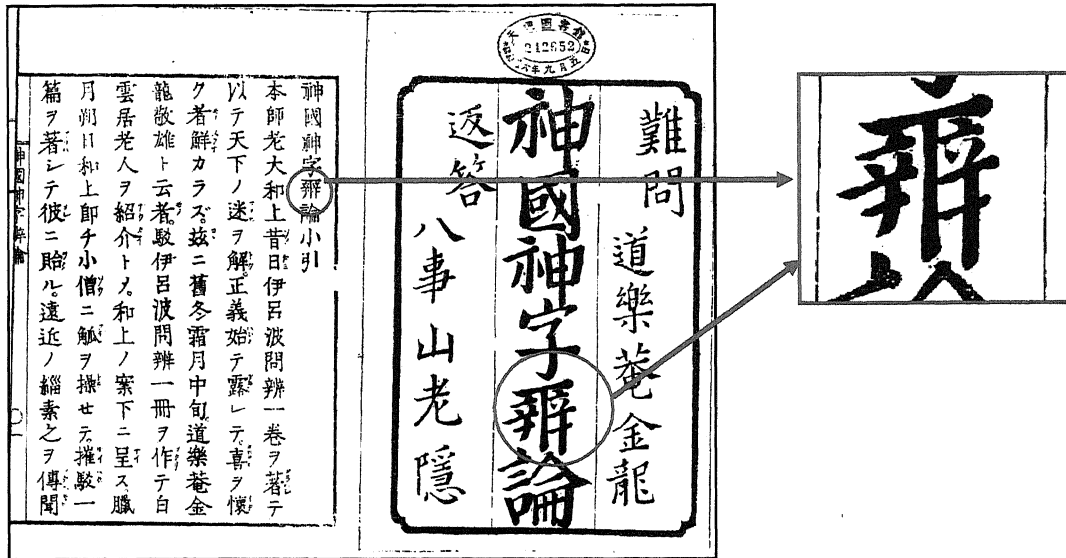 天理圖書館
難問 道樂菴金龍
神國神字辨論
返答 八事山老隱
神國神字辨論小引
本師老大和上昔日伊呂波問辨一卷ヲ著テ
以テ天下ノ迷ヲ解。正義始テ露レテ。喜ヲ懷
ク者鮮カラズ。玆ニ舊冬霜月中旬。道樂菴金
龍敬雄ト云者。駁伊呂波問辨一冊ヲ作テ白
雲居老人ヲ紹介トメ。和上ノ案下ニ呈ス。臘
月朔日和上即チ小僧ニ觚ヲ操セテ。摧駁一
篇ヲ著シテ彼ニ貽ル。遠近ノ緇素之ヲ傳聞
神國神字辨論
辨